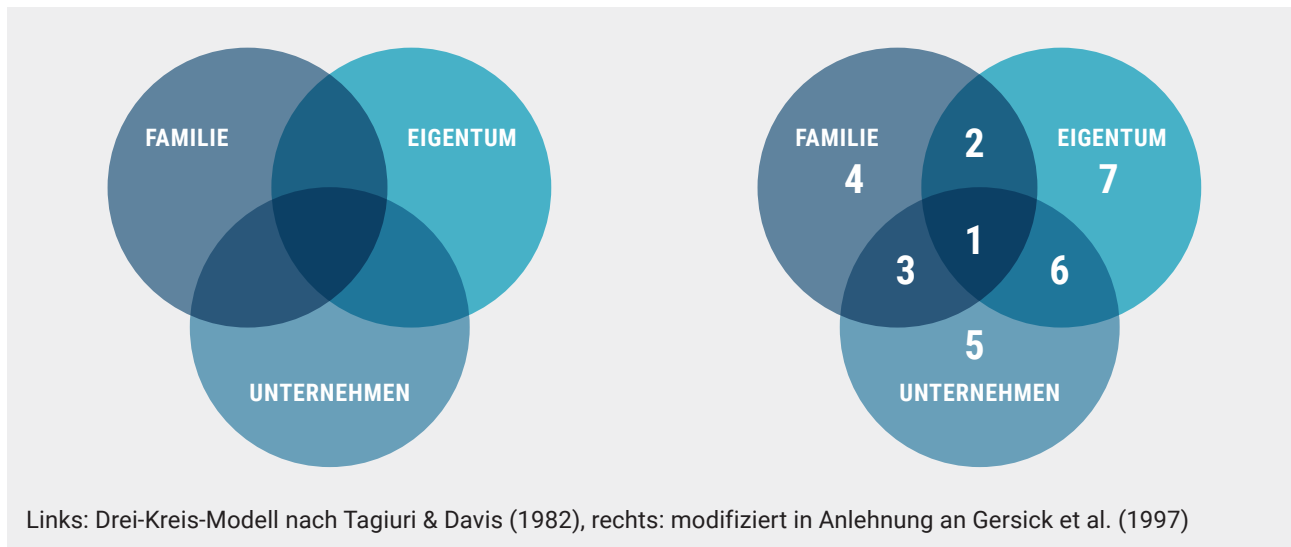 FAMILIE
EIGENTUM
UNTERNEHMEN
FAMILIE
4
2
EIGENTUM
7
1
3
6
5
UNTERNEHMEN
Links: Drei-Kreis-Modell nach Tagiuri & Davis (1982), rechts: modifiziert in Anlehnung an Gersick et al. (1997)